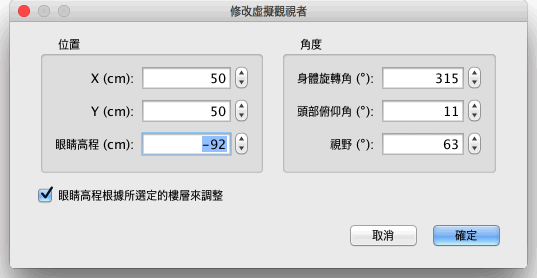 修改虛擬觀視者
位置
X (cm): 50
Y (cm): 50
眼睛高程 (cm): -92
角度
身體旋轉角 (°): 315
頭部俯仰角 (°): 11
視野 (°): 63
眼睛高程根據所選定的樓層來調整
取消
確定